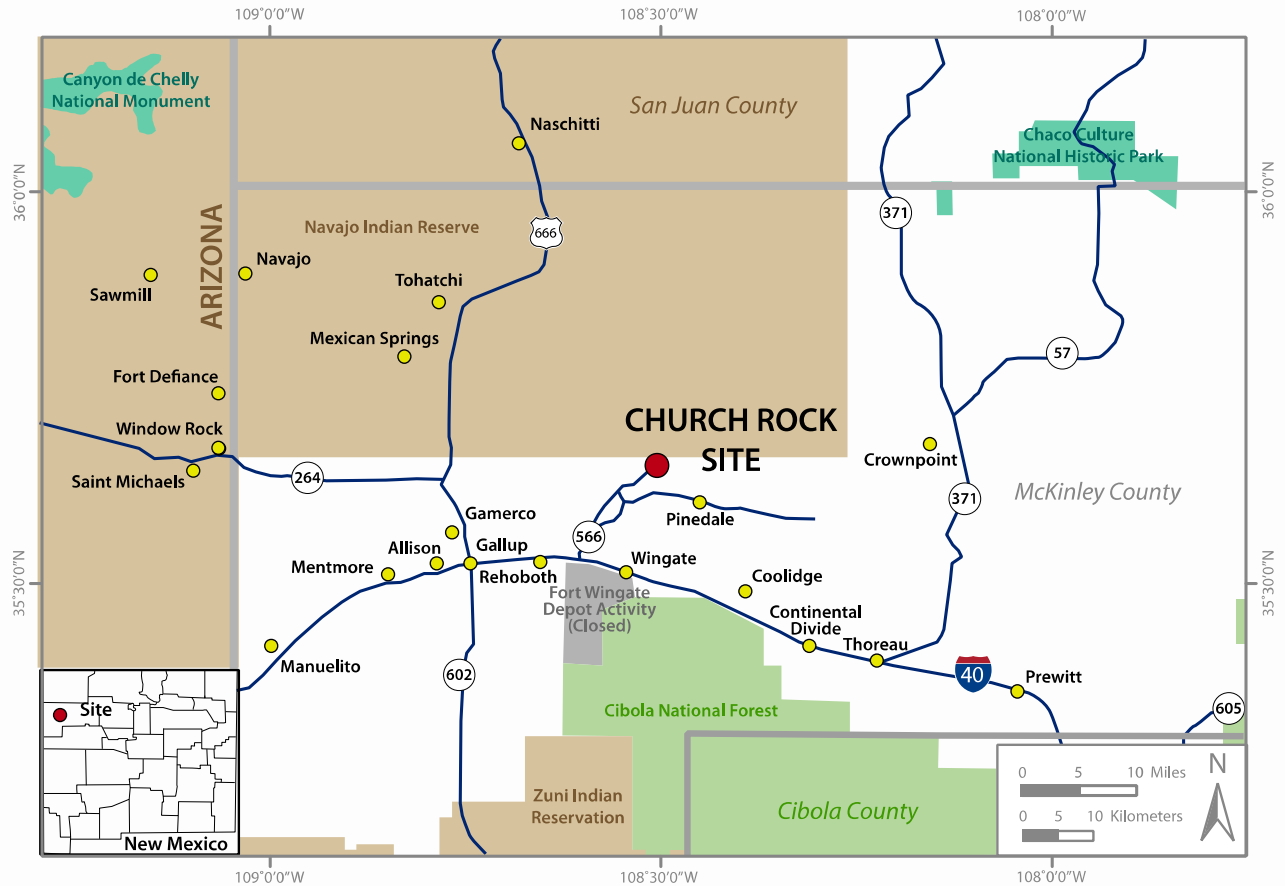 109°0'0"W
108°30'0"W
108°0'0"W
Canyon de Chelly
National Monument
San Juan County
Naschitti
Chaco Culture
National Historic Park
36°0'0"N
36°0'0"N
ARIZONA
Navajo Indian Reserve
666
371
Navajo
Sawmill
Tohatchi
Mexican Springs
57
Fort Defiance
CHURCH ROCK
SITE
Window Rock
Saint Michaels
264
Crownpoint
371
McKinley County
Pinedale
Gamerco
566
Allison
Gallup
Mentmore
Rehoboth
Wingate
35°30'0"N
35°30'0"N
Fort Wingate
Depot Activity
(Closed)
Coolidge
Continental
Divide
Thoreau
Manuelito
602
40
Prewitt
Site
Cibola National Forest
605
Zuni Indian
Reservation
Cibola County
0 5 10 Miles
0 5 10 Kilometers
N
New Mexico
109°0'0"W
108°30'0"W
108°0'0"W